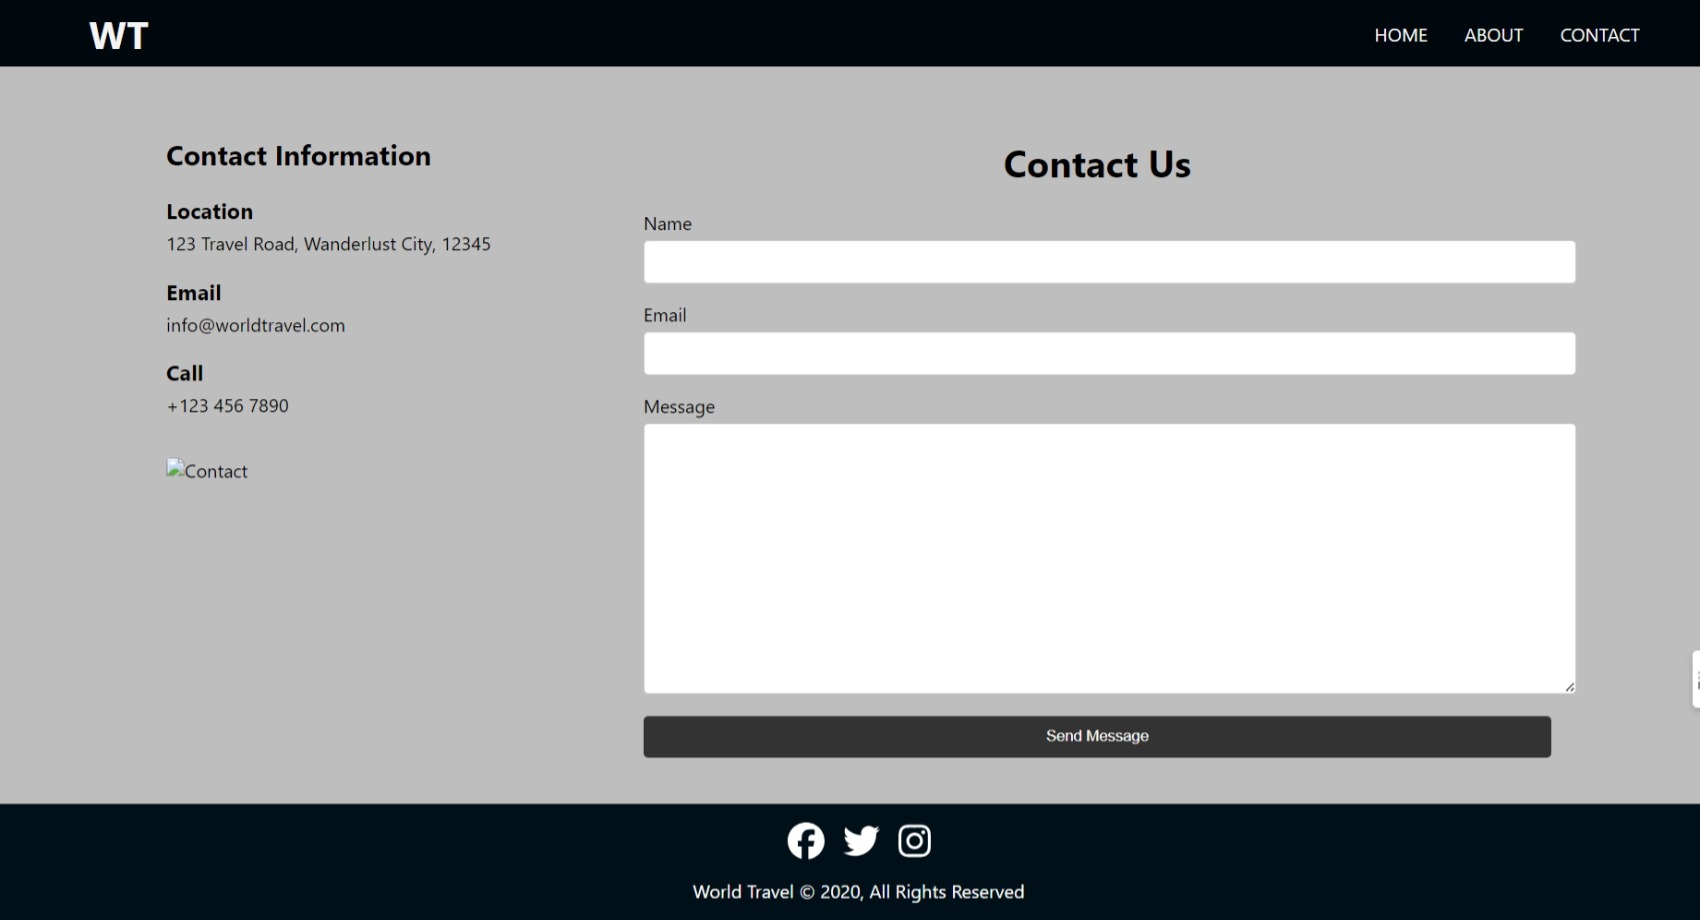 WT
HOME
ABOUT
CONTACT
Contact Information
Location
123 Travel Road, Wanderlust City, 12345
Email
info@worldtravel.com
Call
+123 456 7890
Contact
Contact Us
Name
Email
Message
Send Message
World Travel © 2020, All Rights Reserved